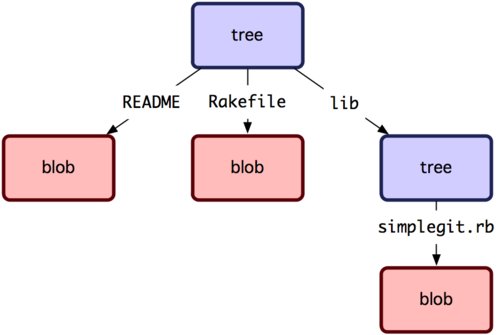 tree
README Rakefile lib
blob blob tree
simplegit.rb
blob